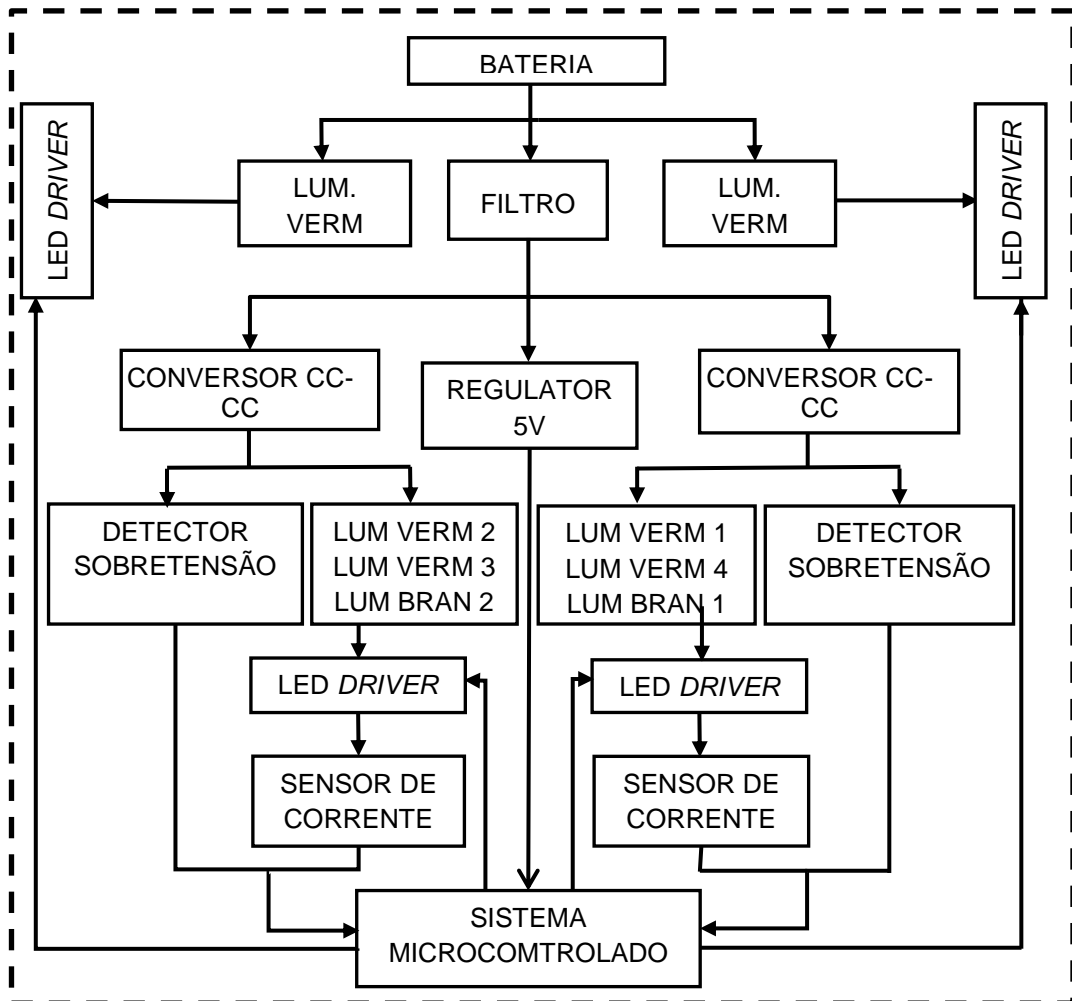 BATERIA
LED DRIVER
LUM.
VERM
FILTRO
LUM.
VERM
LED DRIVER
CONVERSOR CC-
CC
REGULATOR
5V
CONVERSOR CC-
CC
DETECTOR
SOBRETENSÃO
LUM VERM 2
LUM VERM 3
LUM BRAN 2
LUM VERM 1
LUM VERM 4
LUM BRAN 1
DETECTOR
SOBRETENSÃO
LED DRIVER
LED DRIVER
SENSOR DE
CORRENTE
SENSOR DE
CORRENTE
SISTEMA
MICROCOMTROLADO